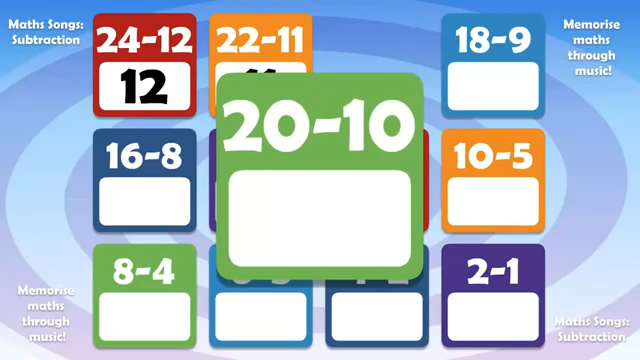 Maths Songs:
Subtraction
24-12
12
22-11
18-9
Memorise
maths
through
music!
20-10
16-8
10-5
8-4
2-1
Memorise
maths
through
music!
Maths Songs:
Subtraction